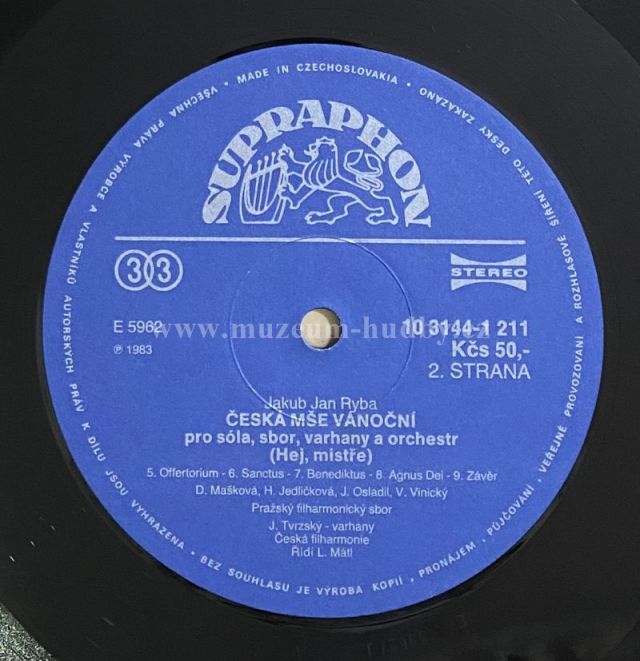 VŠECHNA PRÁVA VÝROBCE A VLASTNÍKŮ AUTORSKÝCH PRÁV K DÍLU JSOU VYHRAZENA • BEZ SOUHLASU JE VÝROBA KOPIÍ, PRONÁJEM, PŮJČOVÁNÍ, VEŘEJNÉ PROVOZOVÁNÍ A ROZHLASOVÉ ŠÍŘENÍ TÉTO DESKY ZAKÁZÁNO • MADE IN CZECHOSLOVAKIA •
SUPRAPHON
33
STEREO
E 5962
10 3144-1 211
www.muzeum-hudby.cz
℗ 1983
Kčs 50,-
2. STRANA
Jakub Jan Ryba
ČESKÁ MŠE VÁNOČNÍ
pro sóla, sbor, varhany a orchestr
(Hej, mistře)
5. Offertorium - 6. Sanctus - 7. Benediktus - 8. Agnus Dei - 9. Závěr
D. Mašková, H. Jedličková, J. Osladil, V. Vinický
Pražský filharmonický sbor
J. Tvrzský - varhany
Česká filharmonie
Řídí L. Mátl